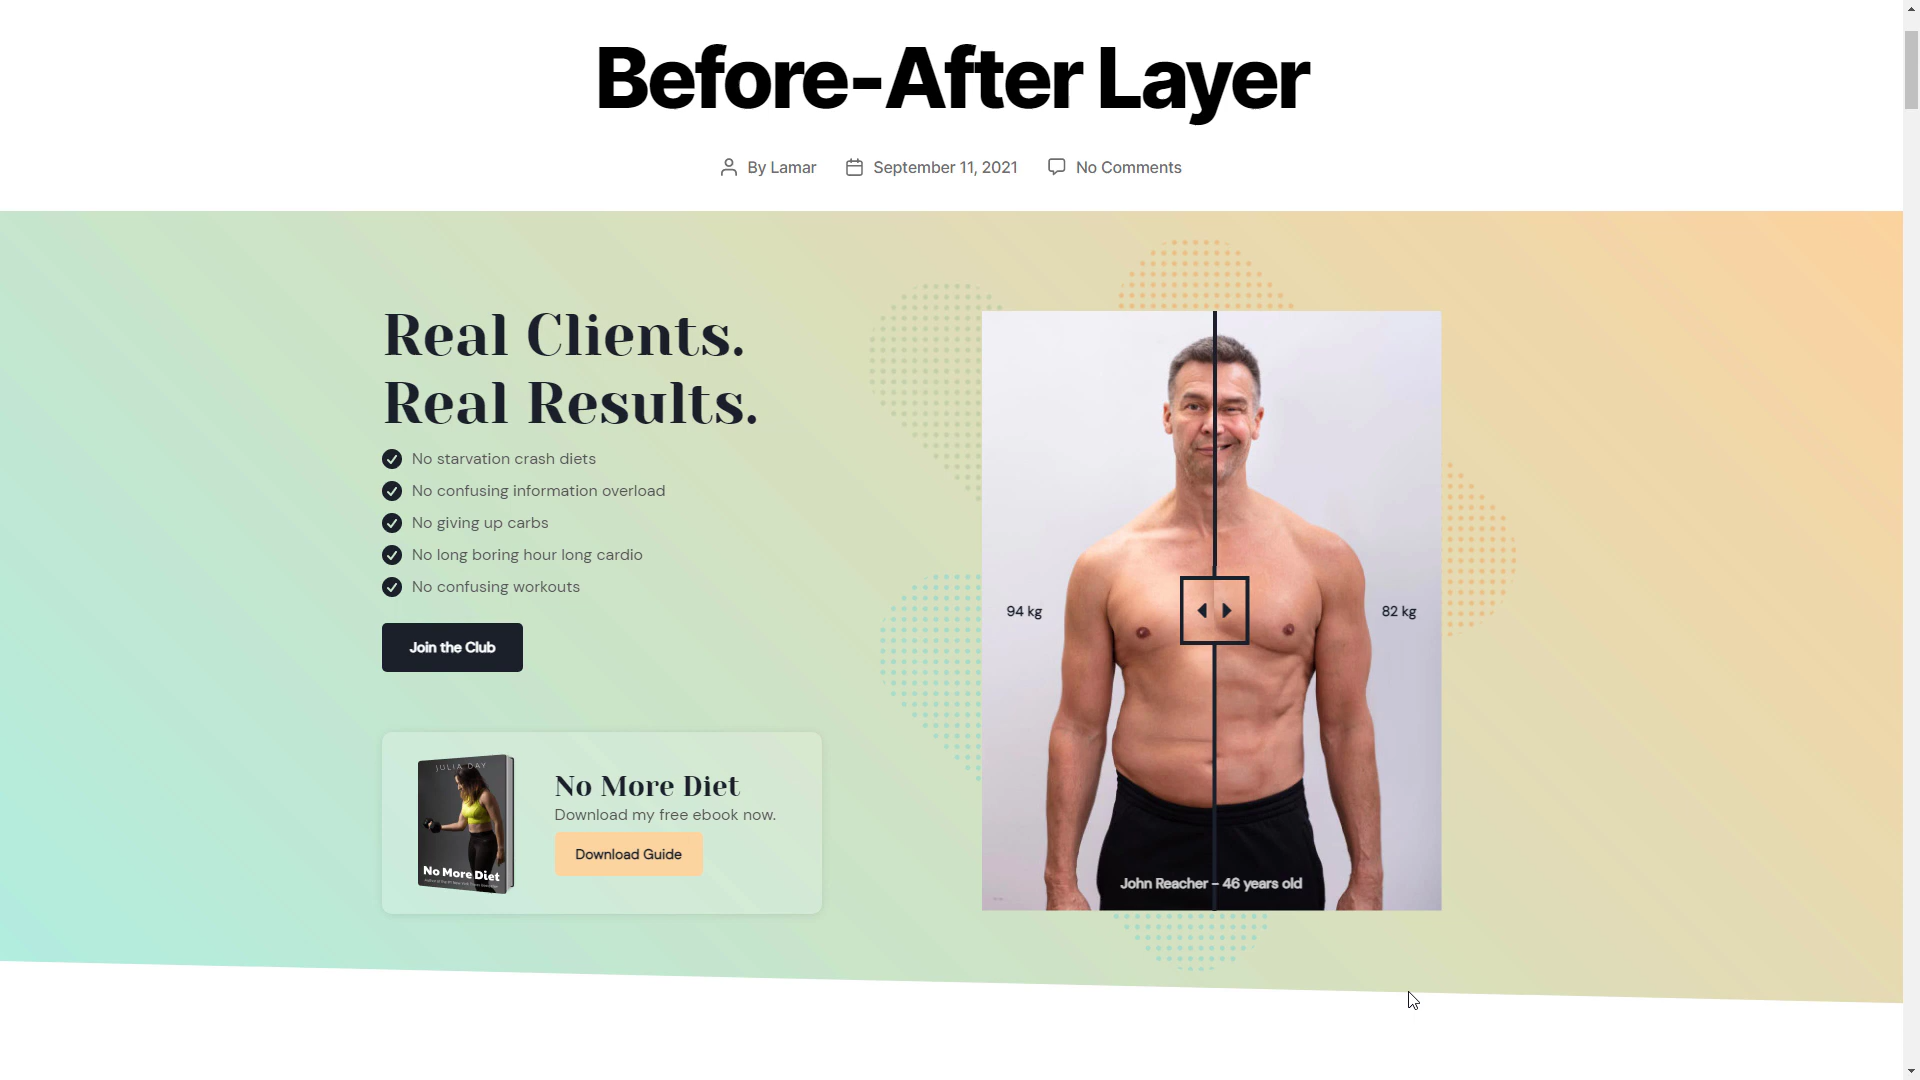 Before-After Layer
By Lamar
September 11, 2021
No Comments
Real Clients.
Real Results.
No starvation crash diets
No confusing information overload
No giving up carbs
No long boring hour long cardio
No confusing workouts
Join the Club
94 kg
82 kg
John Reacher – 46 years old
JULIA DAY
No More Diet
No More Diet
Download my free ebook now.
Download Guide